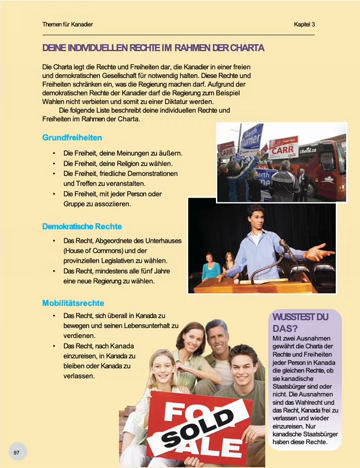 Themen für Kanadier
Kapitel 3
DEINE INDIVIDUELLEN RECHTE IM RAHMEN DER CHARTA
Die Charta legt die Rechte und Freiheiten dar, die Kanadier in einer freien
und demokratischen Gesellschaft für notwendig halten. Diese Rechte und
Freiheiten schränken ein, was die Regierung machen darf. Aufgrund der
demokratischen Rechte der Kanadier darf die Regierung zum Beispiel
Wahlen nicht verbieten und somit zu einer Diktatur werden.
Die folgende Liste beschreibt deine individuellen Rechte und
Freiheiten im Rahmen der Charta.
Grundfreiheiten
• Die Freiheit, deine Meinungen zu äußern.
• Die Freiheit, deine Religion zu wählen.
• Die Freiheit, friedliche Demonstrationen
und Treffen zu veranstalten.
• Die Freiheit, mit jeder Person oder
Gruppe zu assoziieren.
CARR
Demokratische Rechte
• Das Recht, Abgeordnete des Unterhauses
(House of Commons) und der
provinziellen Legislativen zu wählen.
• Das Recht, mindestens alle fünf Jahre
eine neue Regierung zu wählen.
Mobilitätsrechte
• Das Recht, sich überall in Kanada zu
bewegen und seinen Lebensunterhalt zu
verdienen.
• Das Recht, nach Kanada
einzureisen, in Kanada zu
bleiben oder Kanada zu
verlassen.
FOR
SOLD
SALE
WUSSTEST DU
DAS?
Mit zwei Ausnahmen
gewährt die Charta der
Rechte und Freiheiten
jeder Person in Kanada
die gleichen Rechte, ob
sie kanadische
Staatsbürger sind oder
nicht. Die Ausnahmen
sind das Wahlrecht und
das Recht, Kanada frei zu
verlassen und wieder
einzureisen. Nur
kanadische Staatsbürger
haben diese Rechte.
97